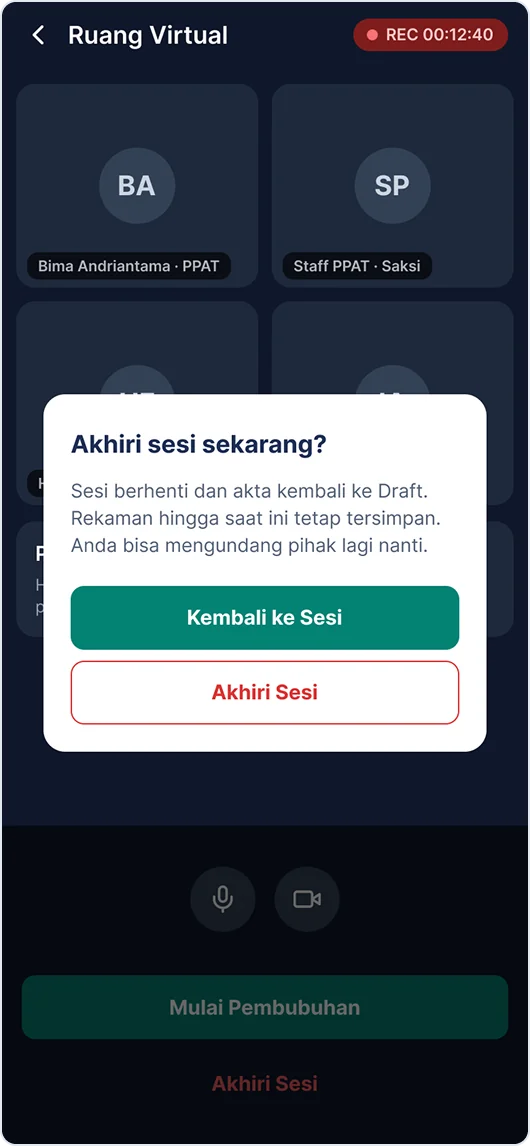 Ruang Virtual
REC 00:12:40
BA
SP
Bima Andriantama · PPAT
Staff PPAT · Saksi
Akhiri sesi sekarang?
Sesi berhenti dan akta kembali ke Draft.
Rekaman hingga saat ini tetap tersimpan.
Anda bisa mengundang pihak lagi nanti.
Kembali ke Sesi
Akhiri Sesi
Mulai Pembubuhan
Akhiri Sesi